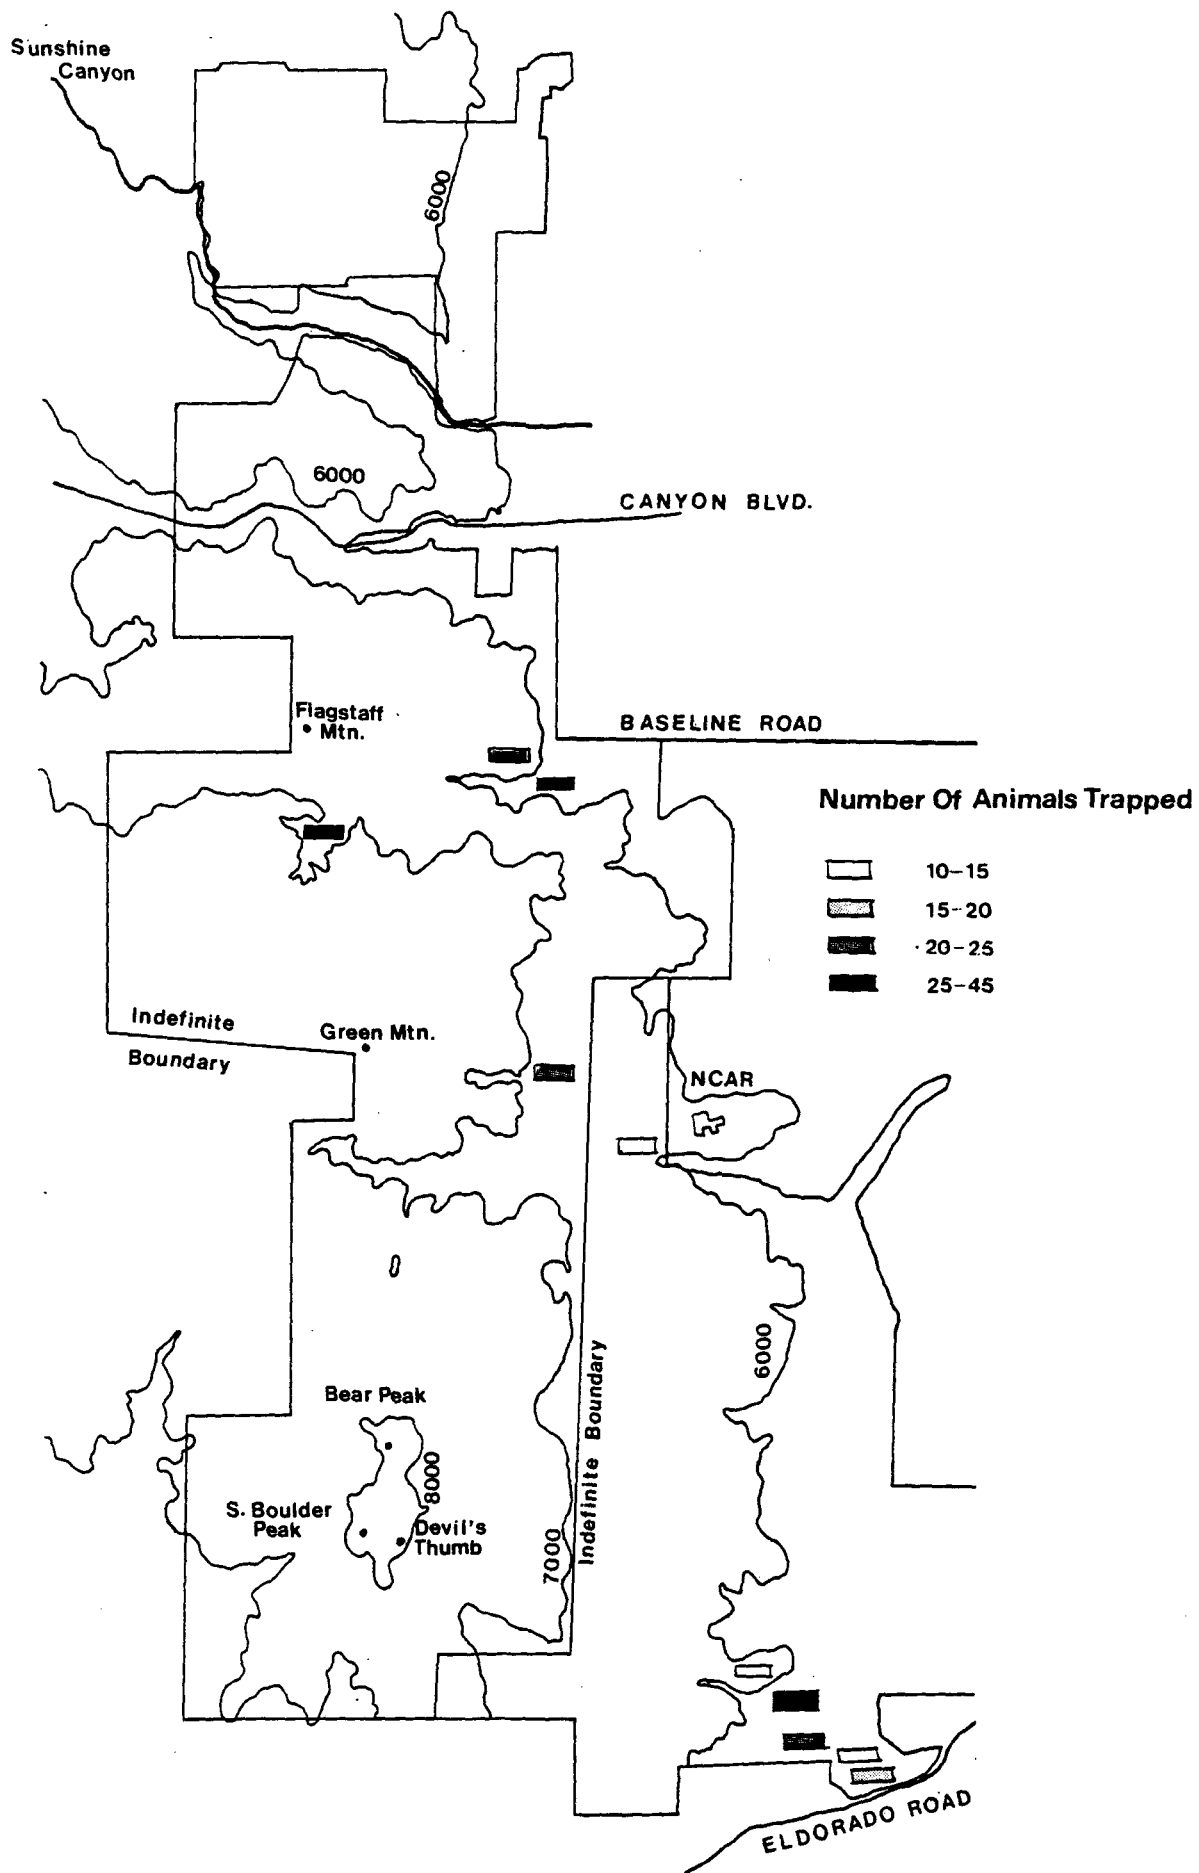 Sunshine
Canyon
6000
6000
CANYON BLVD.
Flagstaff
Mtn.
BASELINE ROAD
Number Of Animals Trapped
10-15
15-20
20-25
25-45
Indefinite
Boundary
Green Mtn.
NCAR
6000
Indefinite Boundary
Bear Peak
8000
S. Boulder
Peak
Devil's
Thumb
7000
ELDORADO ROAD